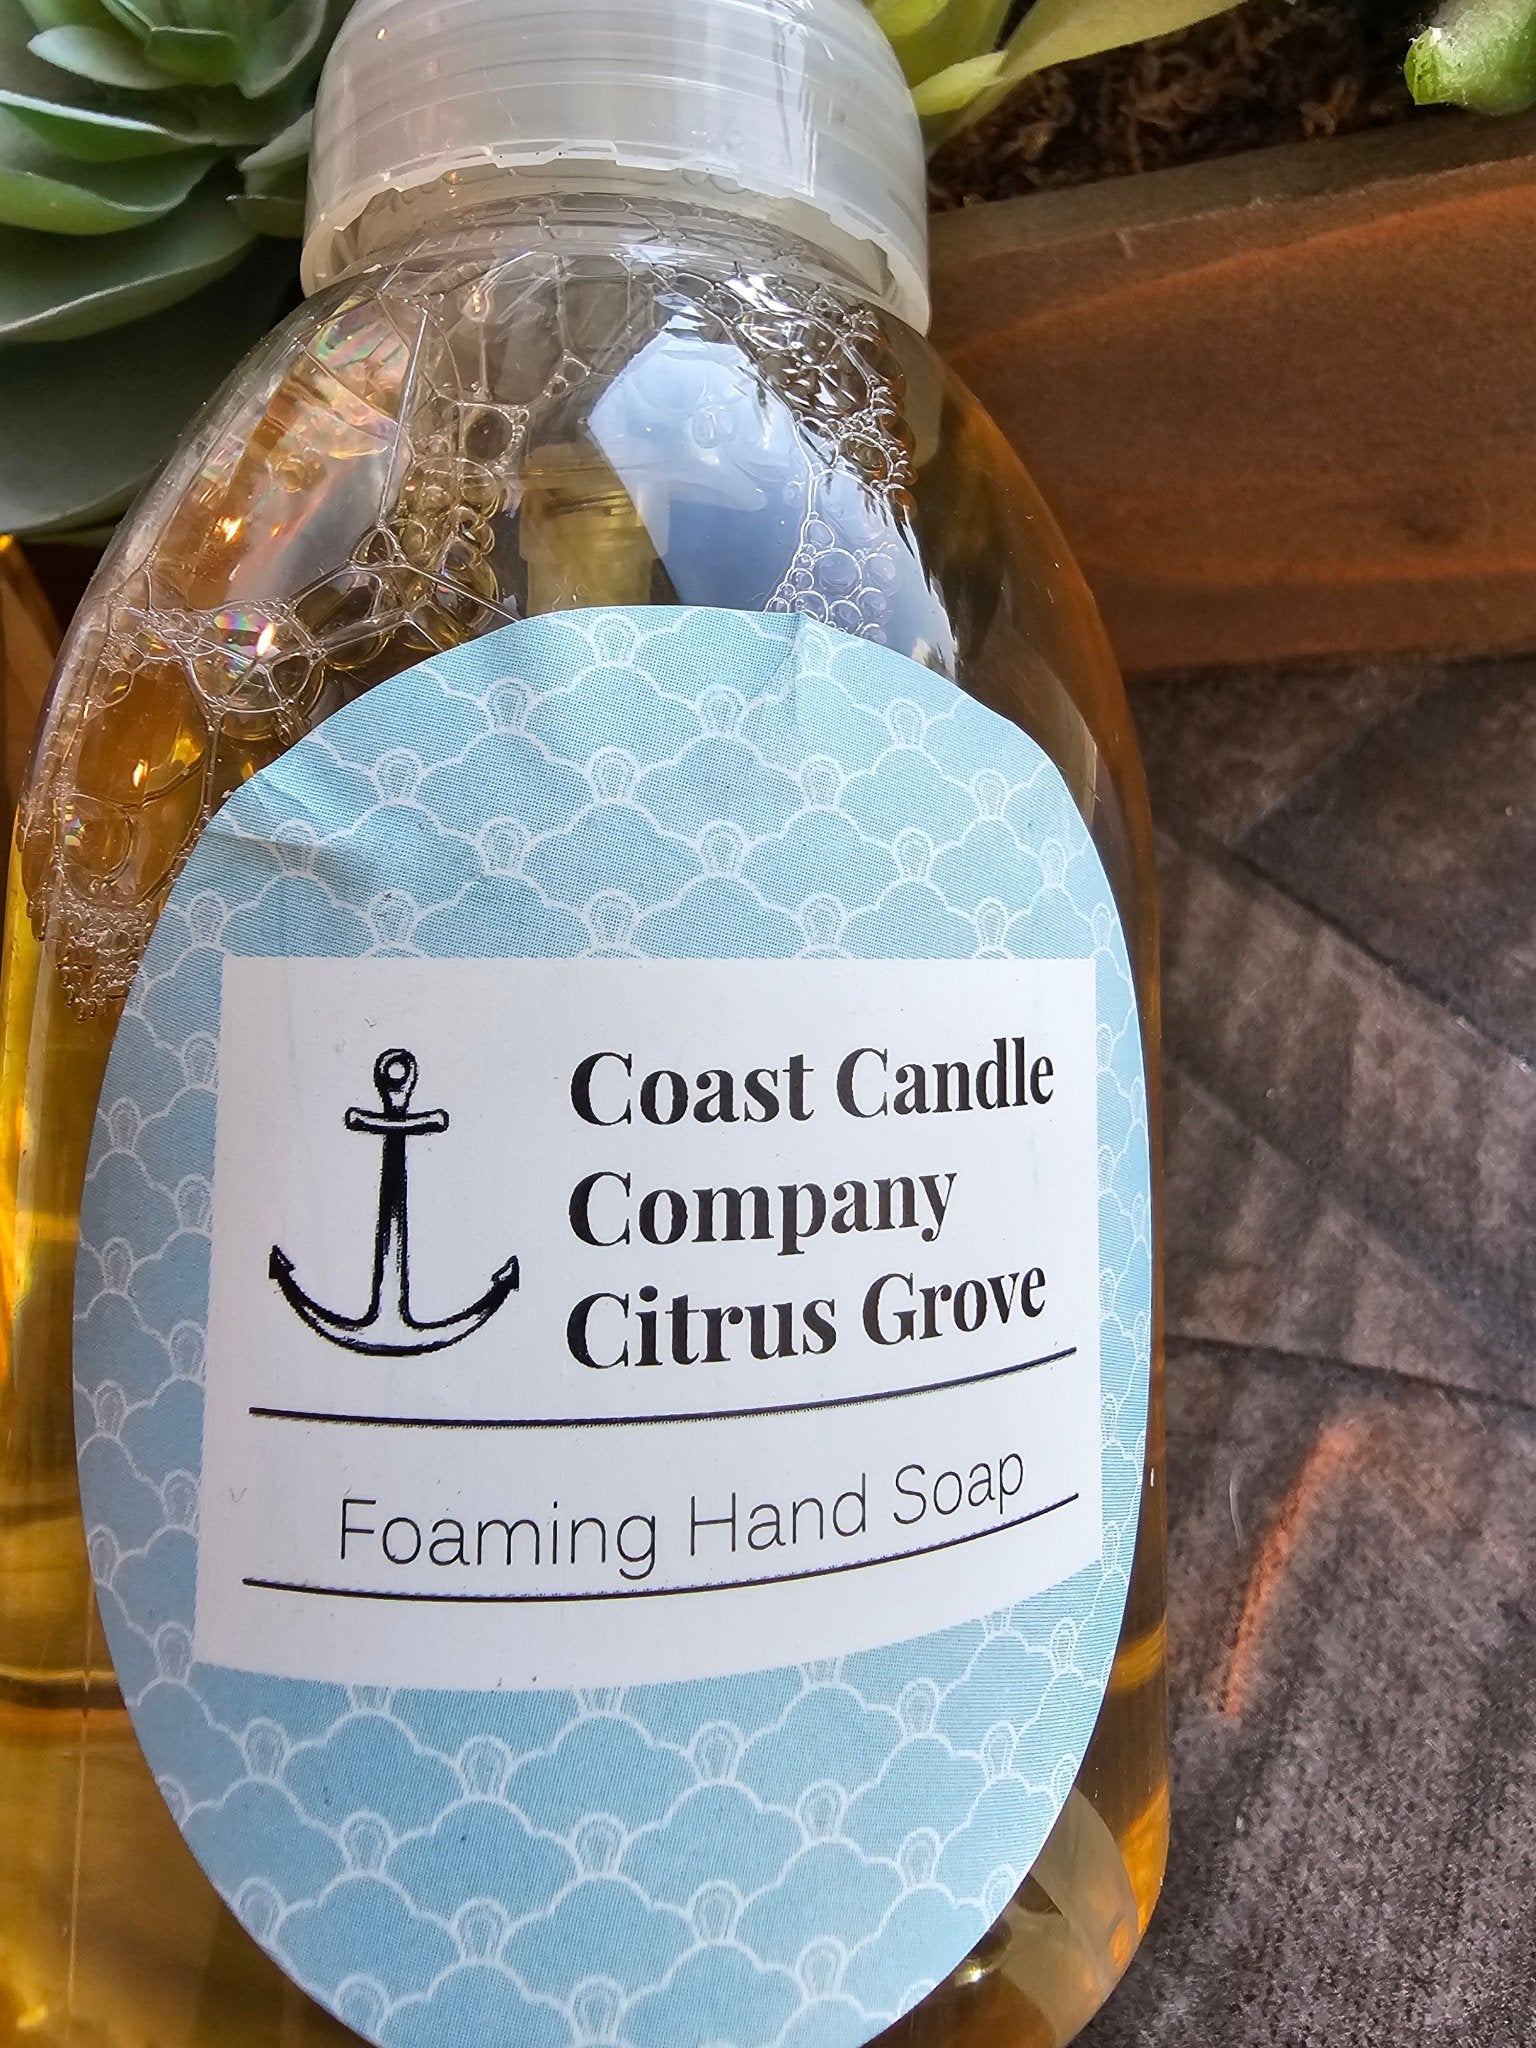 Coast Candle
Company
Citrus Grove
Foaming Hand Soap